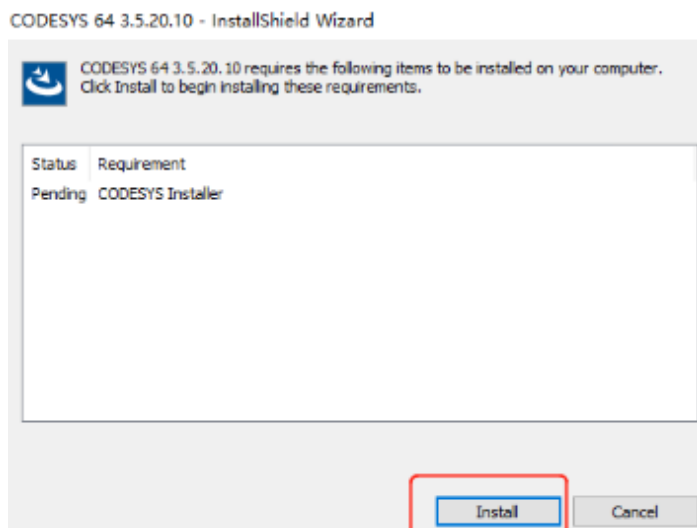 CODESYS 64 3.5.20.10 - InstallShield Wizard
CODESYS 64 3.5.20.10 requires the following items to be installed on your computer.
Click Install to begin installing these requirements.
Status Requirement
Pending CODESYS Installer
Install Cancel